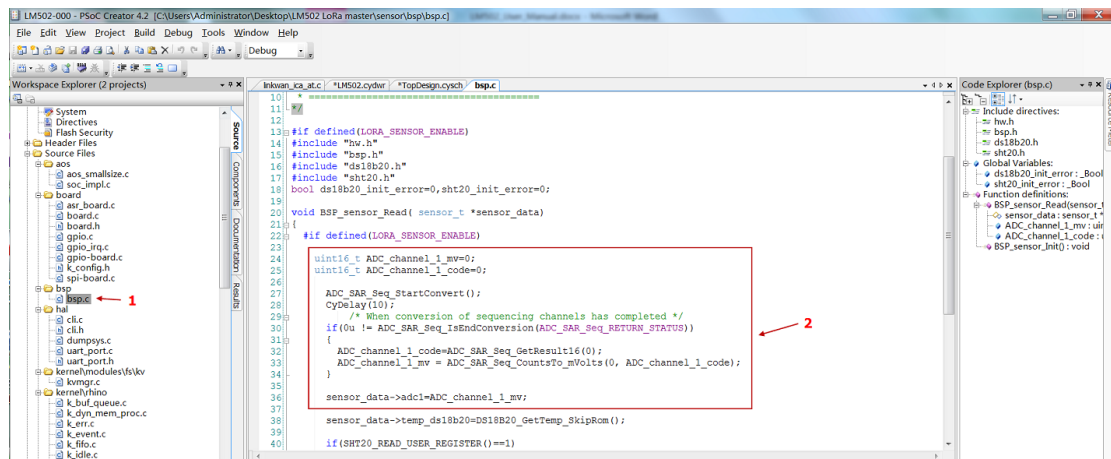 LM502-000 - PSoC Creator 4.2 [C:\Users\Administrator\Desktop\LM502 LoRa master\sensor\bsp\bsp.c]
File Edit View Project Build Debug Tools Window Help
Debug
Workspace Explorer (2 projects)
System
Directives
Flash Security
Header Files
Source Files
aos
aos_smallsize.c
soc_impl.c
board
asr_board.c
board.c
board.h
gpio.c
gpio_irq.c
gpio-board.c
k_config.h
spi-board.c
bsp
bsp.c
1
hal
cli.c
cli.h
dumpsys.c
uart_port.c
uart_port.h
kernel\modules\fs\kv
kvmgr.c
kernel\rhino
k_buf_queue.c
k_dyn_mem_proc.c
k_err.c
k_event.c
k_fifo.c
k_idle.c
Source
Components
Documentation
Results
linkwan_ica_at.c *LM502.cydwr *TopDesign.cysch bsp.c
10 * ========================================
11 */
12
13 #if defined(LORA_SENSOR_ENABLE)
14 #include "hw.h"
15 #include "bsp.h"
16 #include "ds18b20.h"
17 #include "sht20.h"
18 bool ds18b20_init_error=0,sht20_init_error=0;
19
20 void BSP_sensor_Read( sensor_t *sensor_data)
21 {
22 #if defined(LORA_SENSOR_ENABLE)
23
24 uint16_t ADC_channel_1_mv=0;
25 uint16_t ADC_channel_1_code=0;
26
27 ADC_SAR_Seq_StartConvert();
28 CyDelay(10);
29 /* When conversion of sequencing channels has completed */
30 if(0u != ADC_SAR_Seq_IsEndConversion(ADC_SAR_Seq_RETURN_STATUS))
31 {
32 ADC_channel_1_code=ADC_SAR_Seq_GetResult16(0);
33 ADC_channel_1_mv = ADC_SAR_Seq_CountsTo_mVolts(0, ADC_channel_1_code);
34 }
35
36 sensor_data->adc1=ADC_channel_1_mv;
37
38 sensor_data->temp_ds18b20=DS18B20_GetTemp_SkipRom();
39
40 if(SHT20_READ_USER_REGISTER()==1)
2
Code Explorer (bsp.c)
Include directives:
hw.h
bsp.h
ds18b20.h
sht20.h
Global Variables:
ds18b20_init_error : _Bool
sht20_init_error : _Bool
Function definitions:
BSP_sensor_Read(sensor_t
sensor_data : sensor_t *
ADC_channel_1_mv : uir
ADC_channel_1_code : u
BSP_sensor_Init() : void